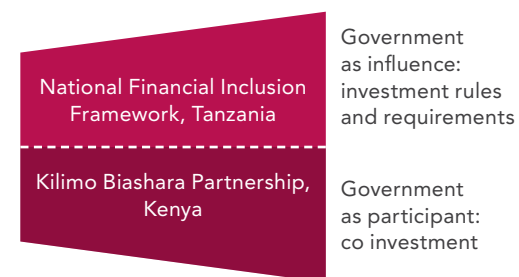 National Financial Inclusion
Framework, Tanzania
Government
as influence:
investment rules
and requirements
Kilimo Biashara Partnership,
Kenya
Government
as participant:
co investment